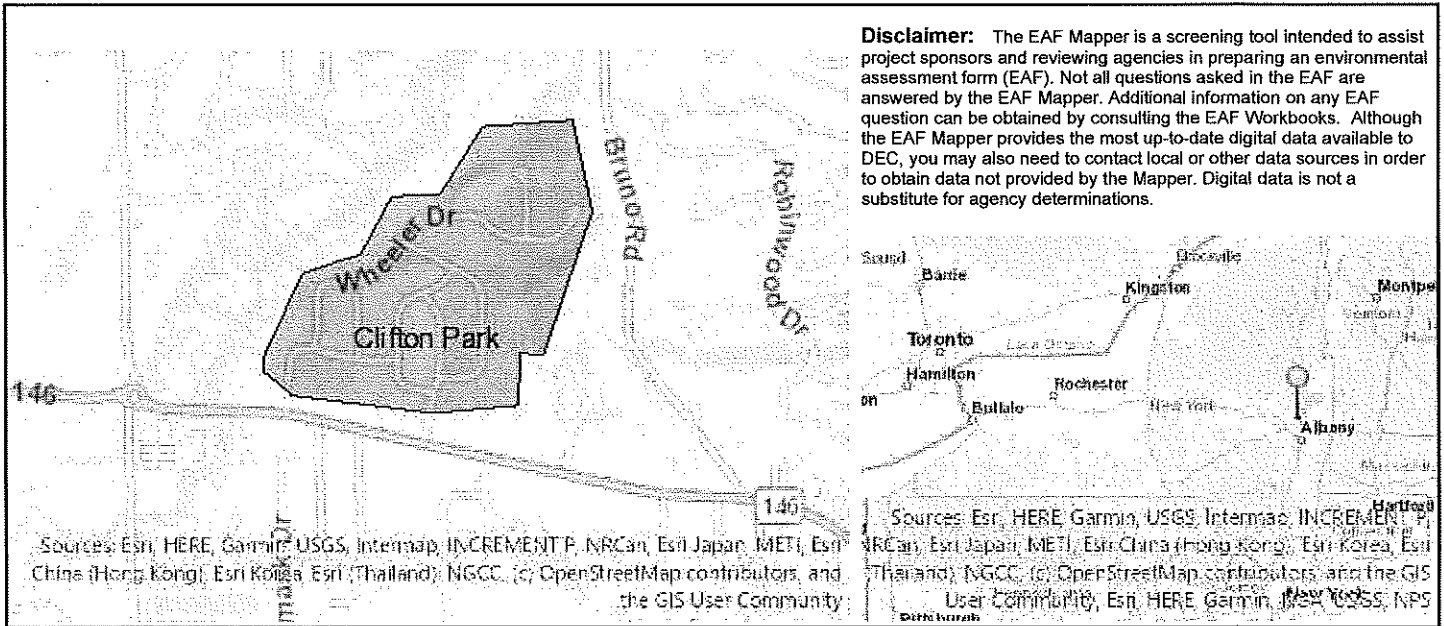 Disclaimer: The EAF Mapper is a screening tool intended to assist
project sponsors and reviewing agencies in preparing an environmental
assessment form (EAF). Not all questions asked in the EAF are
answered by the EAF Mapper. Additional information on any EAF
question can be obtained by consulting the EAF Workbooks. Although
the EAF Mapper provides the most up-to-date digital data available to
DEC, you may also need to contact local or other data sources in order
to obtain data not provided by the Mapper. Digital data is not a
substitute for agency determinations.
Bruno Rd
Wheeler Dr
Dr
Clifton Park
146
146
Sources: Esri, HERE, Garmin, USGS, Intermap, INCREMENT P, NRCan, Esri Japan, METI, Esri
China (Hong Kong), Esri Korea, Esri (Thailand), NGCC, (c) OpenStreetMap contributors, and
the GIS User Community
Barrie
Kingston
Toronto
Hamilton
Rochester
Buffalo
New York
Albany
Hartford
Sources: Esri, HERE, Garmin, USGS, Intermap, INCREMENT P,
NRCan, Esri Japan, METI, Esri China (Hong Kong), Esri Korea, Esri
(Thailand), NGCC, (c) OpenStreetMap contributors, and the GIS
User Community, Esri, HERE, Garmin, USGS, NPS
New York